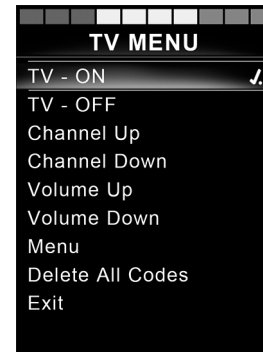 TV MENU
TV - ON
TV - OFF
Channel Up
Channel Down
Volume Up
Volume Down
Menu
Delete All Codes
Exit